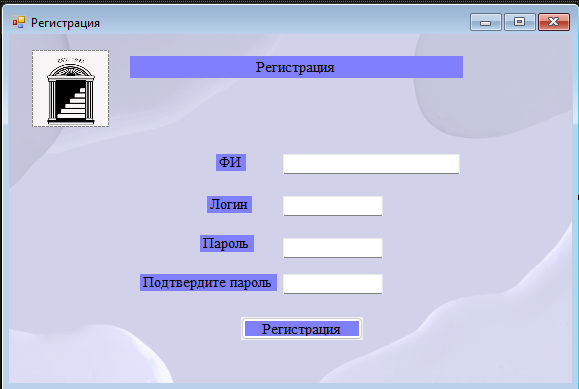 Регистрация
Регистрация
ФИ
Логин
Пароль
Подтвердите пароль
Регистрация